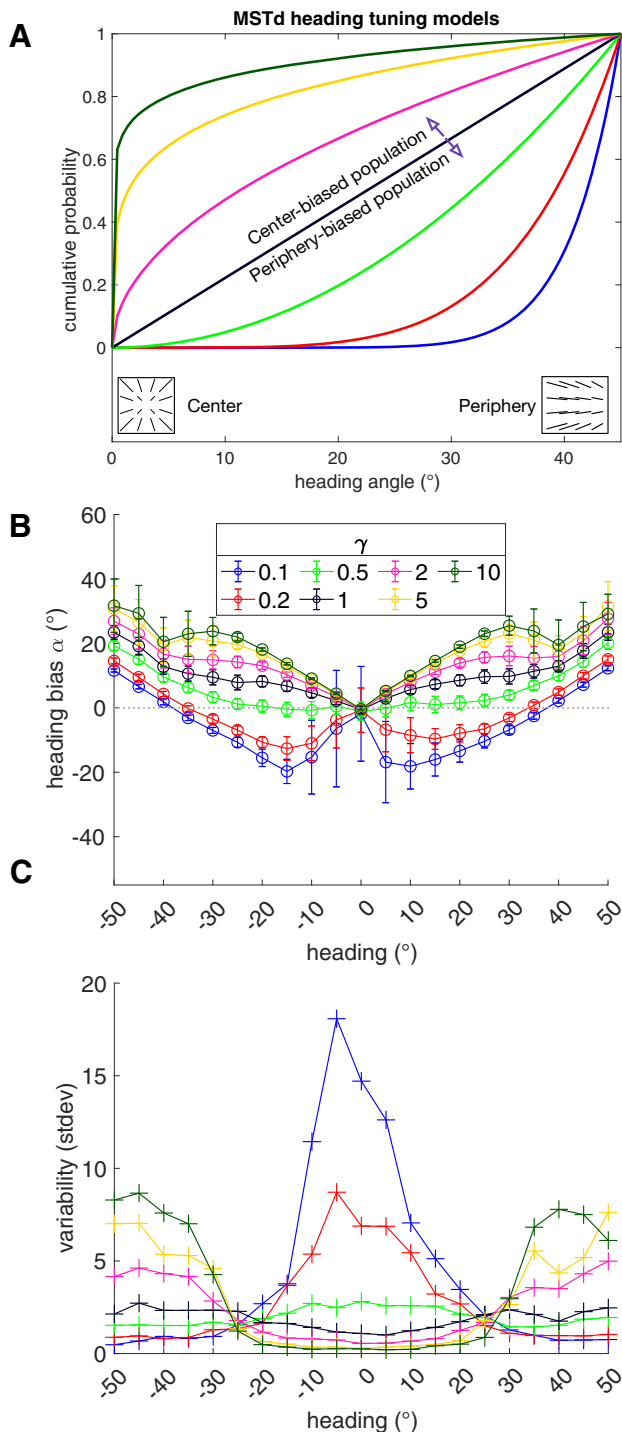 A
MSTd heading tuning models
1
0.8
0.6
0.4
0.2
0
cumulative probability
Center-biased population
Periphery-biased population
Center
Periphery
0 10 20 30 40
heading angle (°)
B
60
40
20
0
-20
-40
heading bias α (°)
γ
0.1 0.5 2 10
0.2 1 5
-50 -40 -30 -20 -10 0 10 20 30 40 50
heading (°)
C
20
15
10
5
0
variability (stdev)
-50 -40 -30 -20 -10 0 10 20 30 40 50
heading (°)